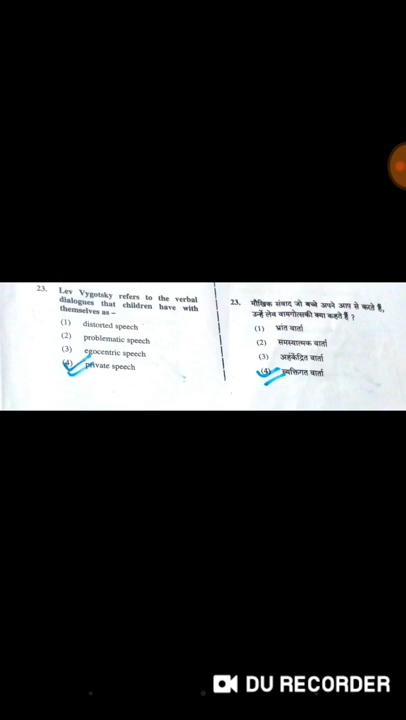 23. Lev Vygotsky refers to the verbal
dialogues that children have with
themselves as –
(1) distorted speech
(2) problematic speech
(3) egocentric speech
(4) private speech
23. मौखिक संवाद जो बच्चे अपने आप से करते हैं,
उन्हें लेव वायगोत्सकी क्या कहते हैं ?
(1) भ्रांत वार्ता
(2) समस्यात्मक वार्ता
(3) अहंकेंद्रित वार्ता
(4) व्यक्तिगत वार्ता
DU RECORDER